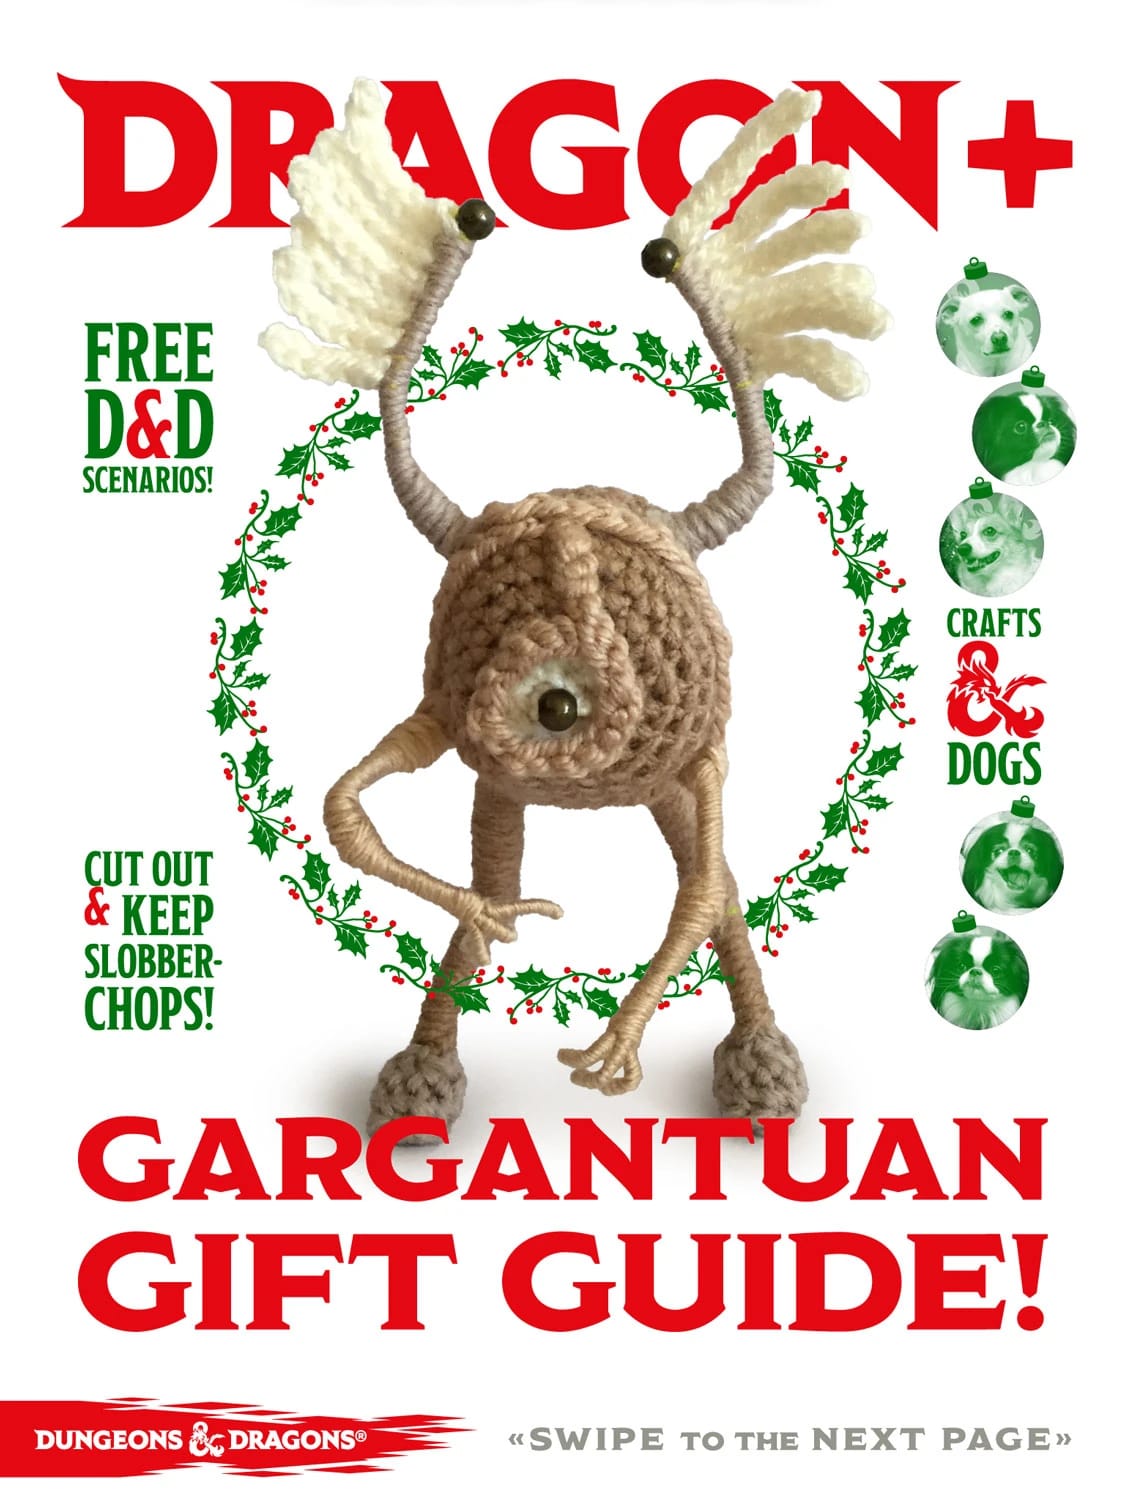 DRAGON+
FREE
D&D
SCENARIOS!
CRAFTS
&
DOGS
CUT OUT
& KEEP
SLOBBER-
CHOPS!
GARGANTUAN
GIFT GUIDE!
DUNGEONS & DRAGONS®
«SWIPE TO THE NEXT PAGE»